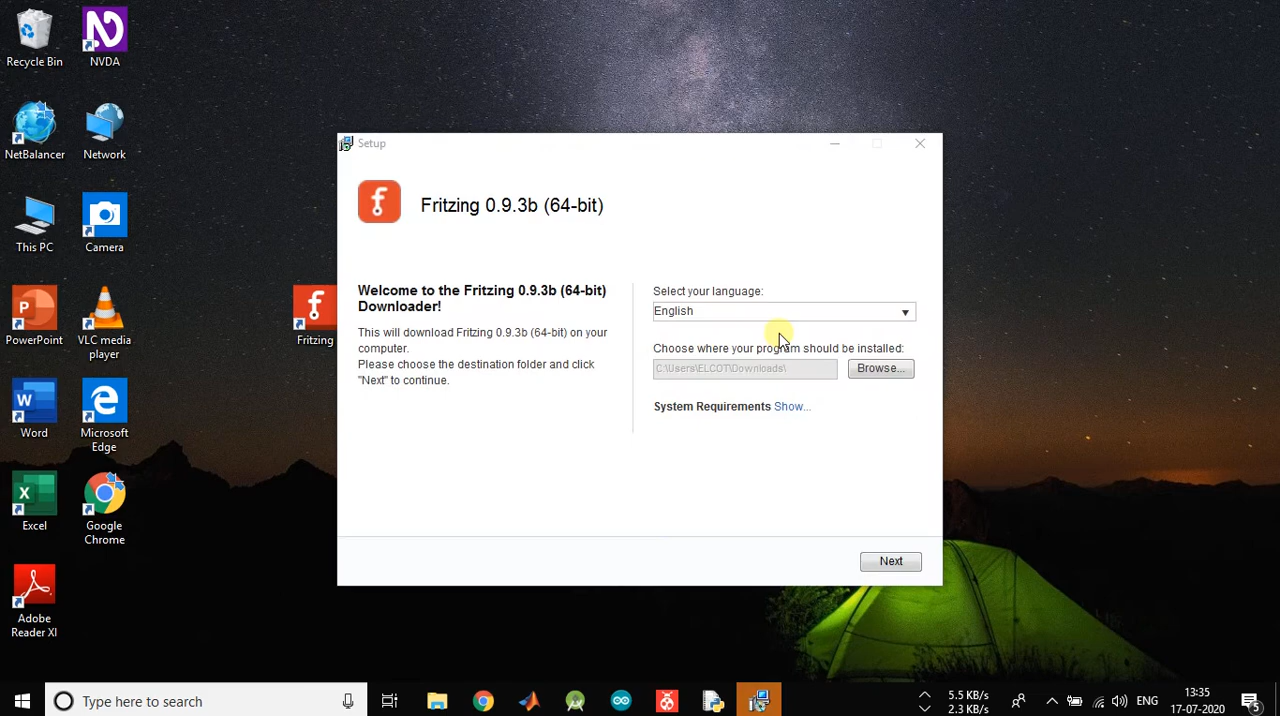 Recycle Bin
NVDA
NetBalancer
Network
This PC
Camera
PowerPoint
VLC media
player
Fritzing
Word
Microsoft
Edge
Excel
Google
Chrome
Adobe
Reader XI
Setup
Fritzing 0.9.3b (64-bit)
Welcome to the Fritzing 0.9.3b (64-bit)
Downloader!
This will download Fritzing 0.9.3b (64-bit) on your
computer.
Please choose the destination folder and click
"Next" to continue.
Select your language:
English
Choose where your program should be installed:
C:\Users\ELCOT\Downloads\
Browse...
System Requirements Show...
Next
Type here to search
5.5 KB/s
2.3 KB/s
ENG
13:35
17-07-2020
5